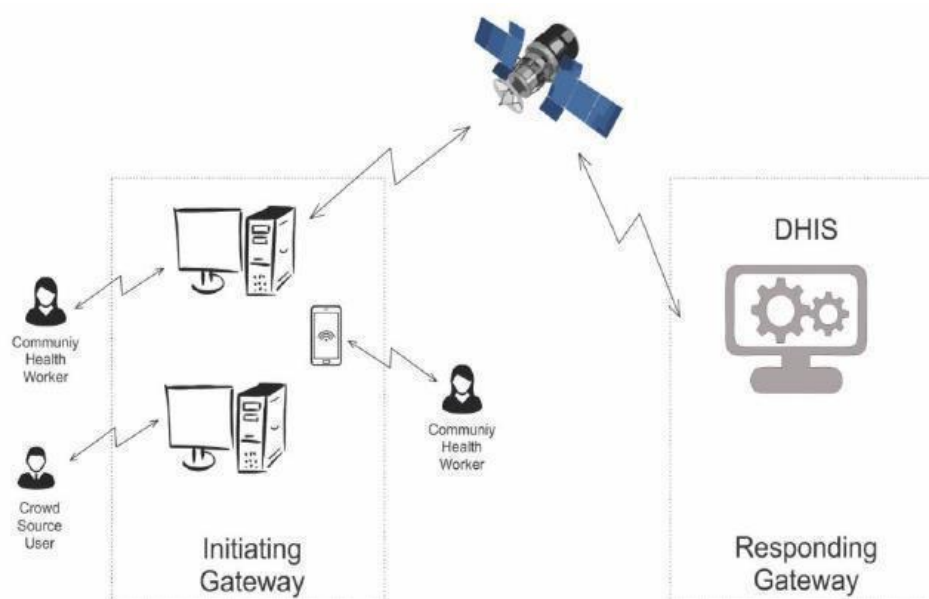 DHIS
Communiy
Health
Worker
Communiy
Health
Worker
Crowd
Source
User
Initiating
Gateway
Responding
Gateway